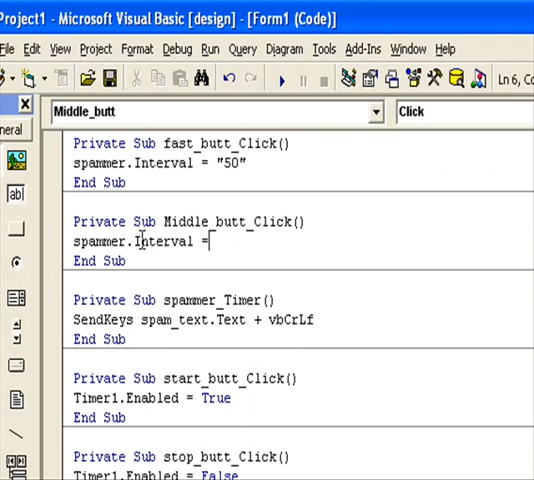 Project1 - Microsoft Visual Basic [design] - [Form1 (Code)]
File Edit View Project Format Debug Run Query Diagram Tools Add-Ins Window Help
Ln 6, C
Middle_butt Click
General
ab|
Private Sub fast_butt_Click()
spammer.Interval = "50"
End Sub
Private Sub Middle_butt_Click()
spammer.Interval =
End Sub
Private Sub spammer_Timer()
SendKeys spam_text.Text + vbCrLf
End Sub
Private Sub start_butt_Click()
Timer1.Enabled = True
End Sub
Private Sub stop_butt_Click()
Timer1.Enabled = False